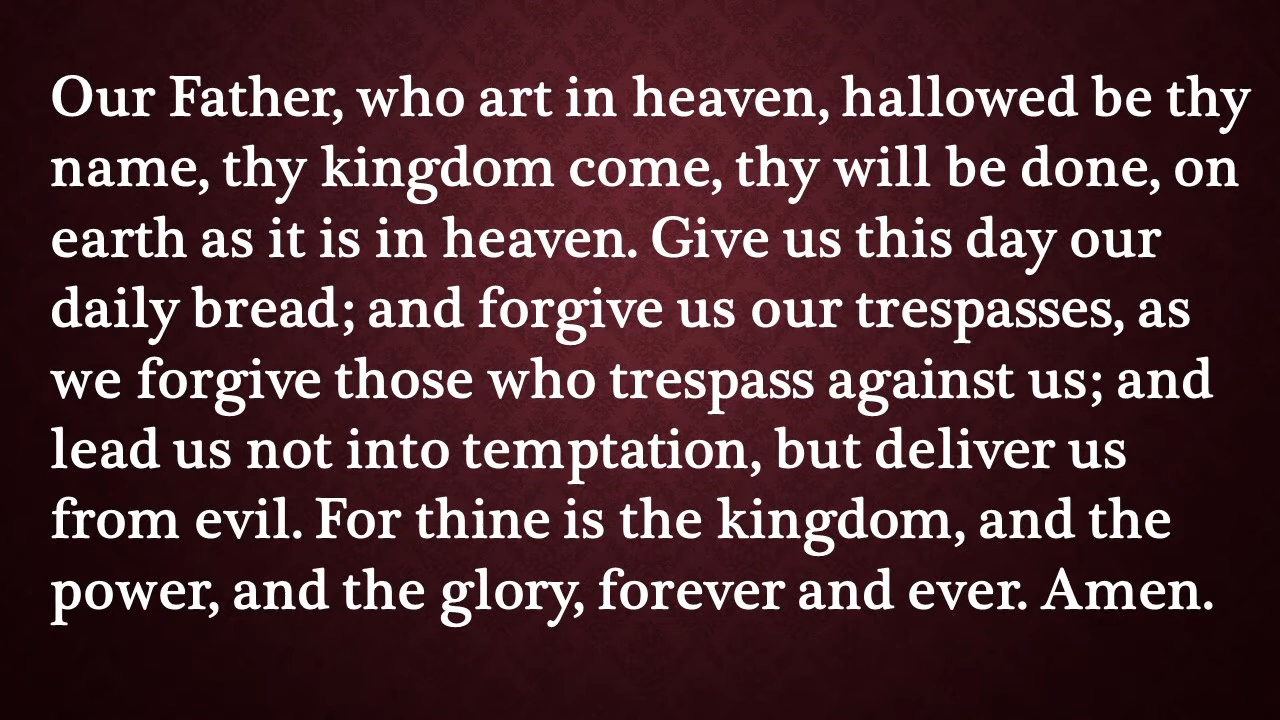 Our Father, who art in heaven, hallowed be thy
name, thy kingdom come, thy will be done, on
earth as it is in heaven. Give us this day our
daily bread; and forgive us our trespasses, as
we forgive those who trespass against us; and
lead us not into temptation, but deliver us
from evil. For thine is the kingdom, and the
power, and the glory, forever and ever. Amen.